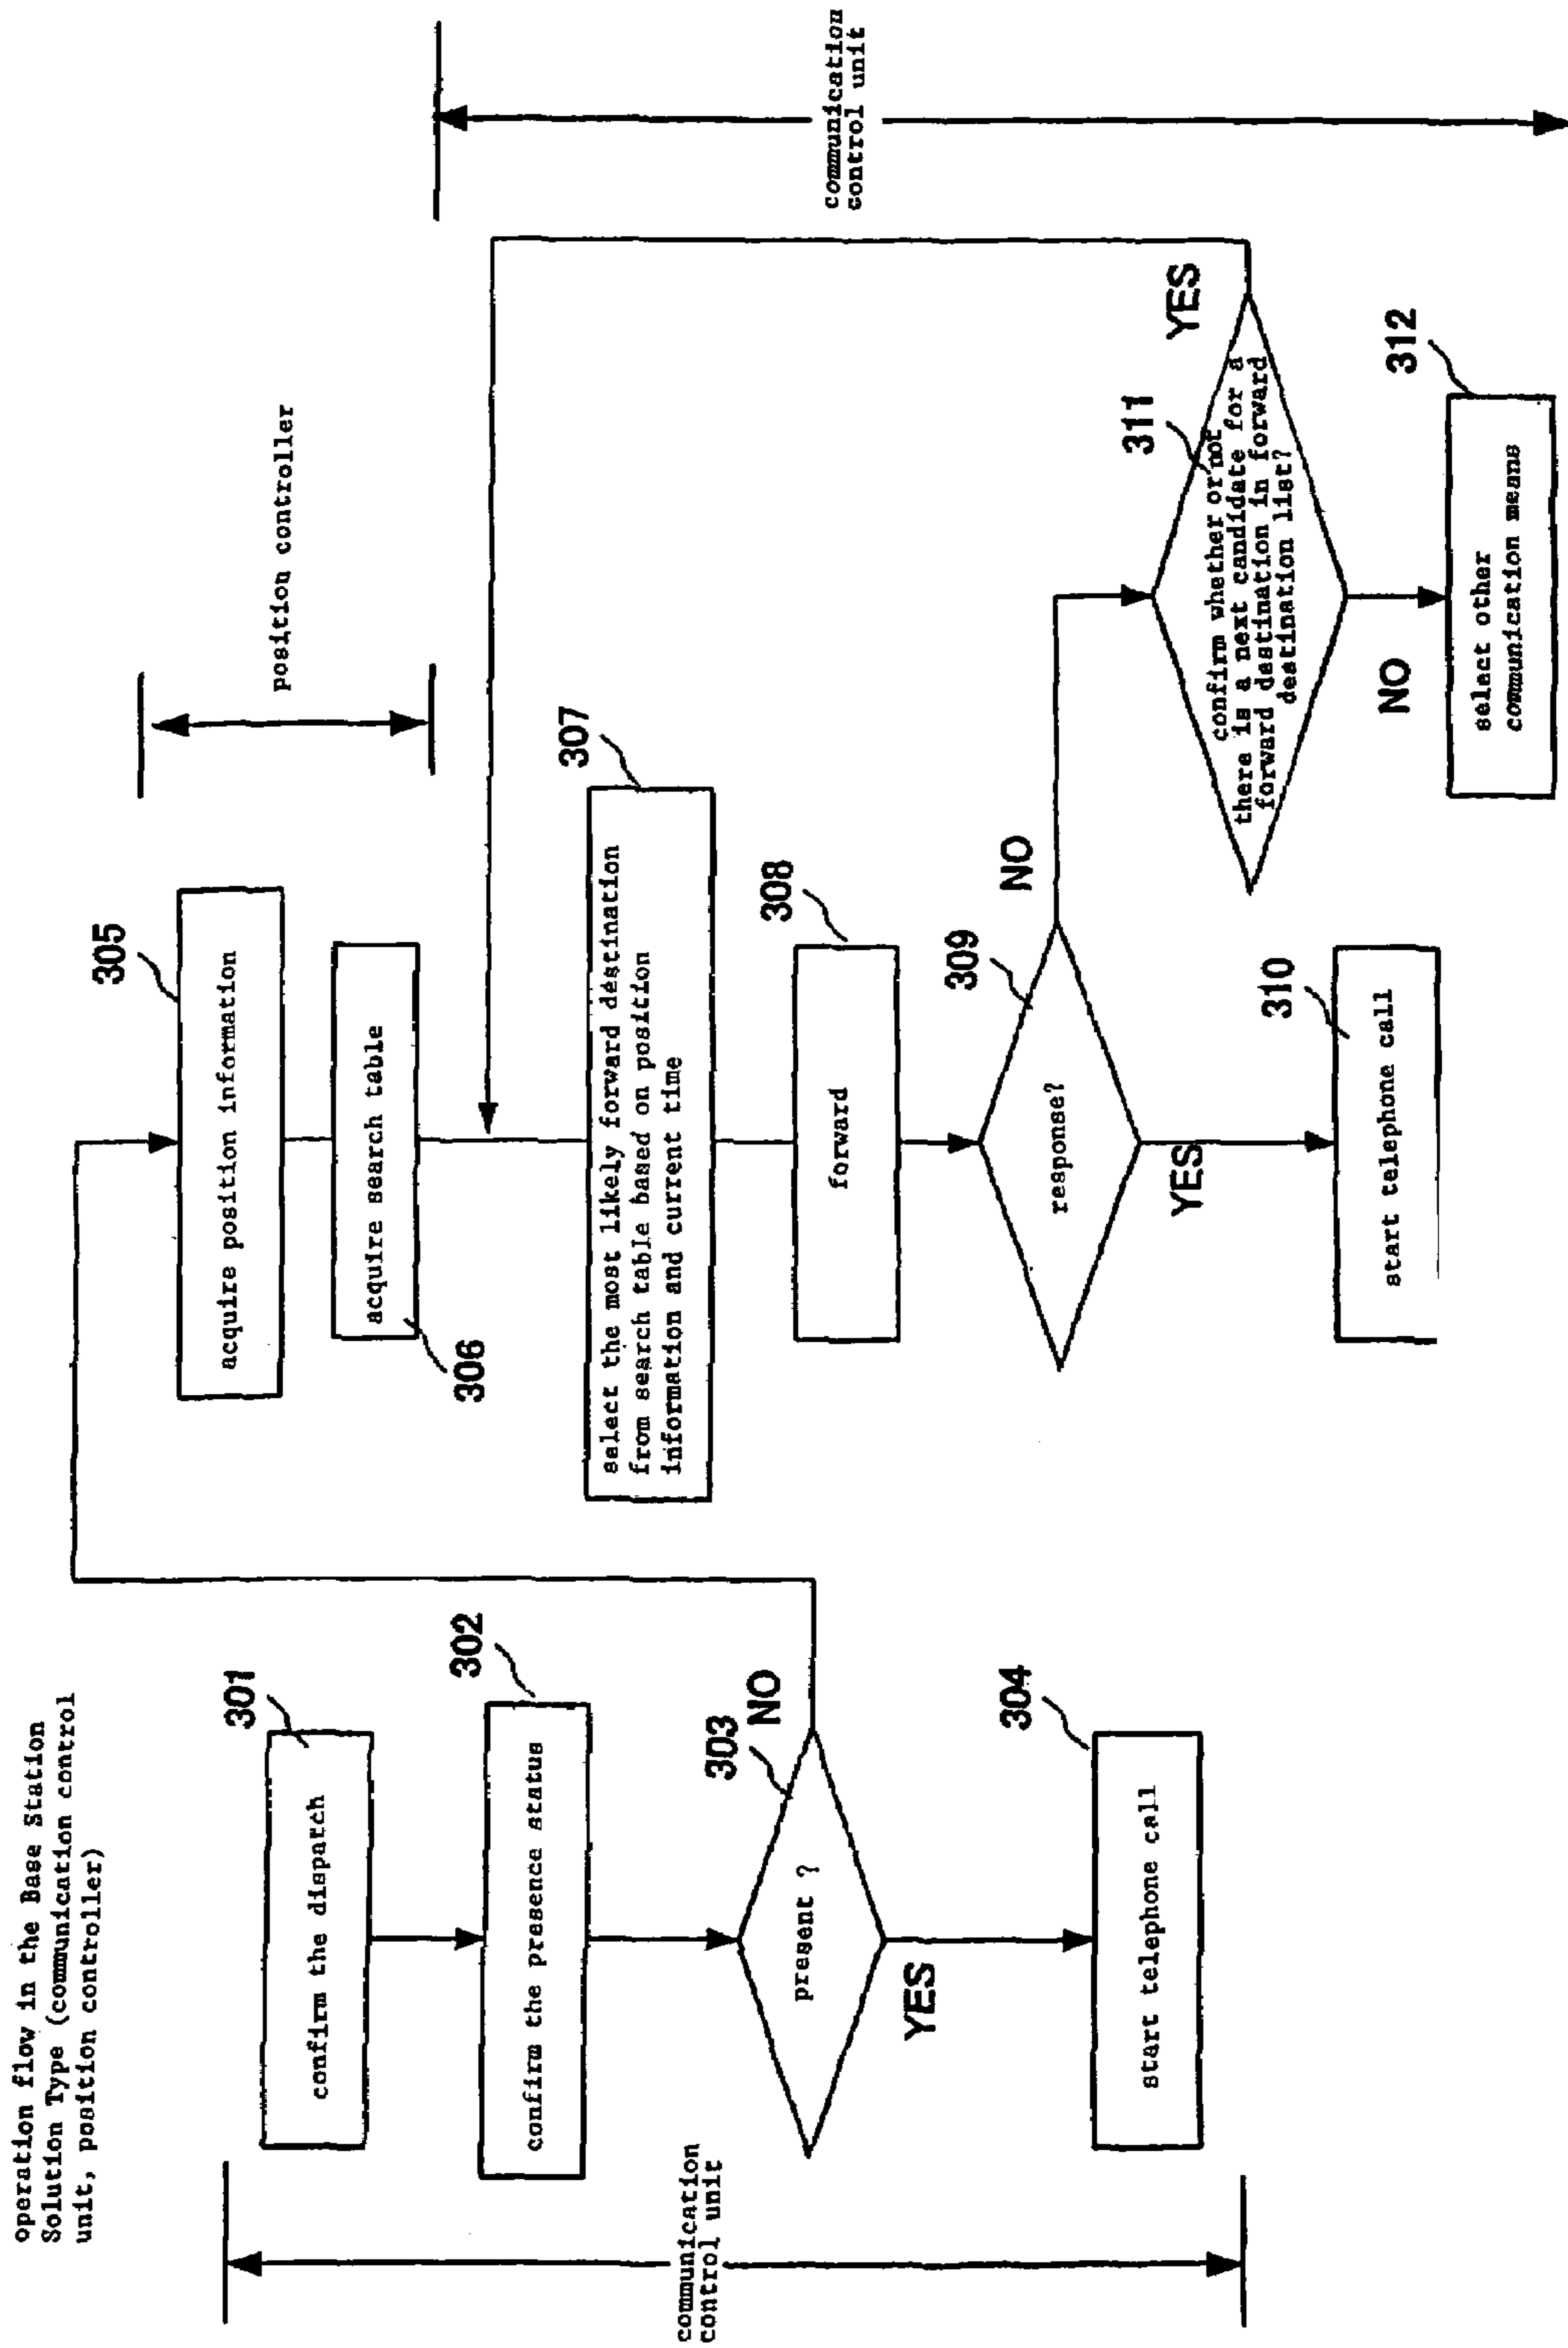 operation flow in the Base Station
Solution Type (communication control
unit, position controller)
communication
control unit
301
confirm the dispatch
302
confirm the presence status
303
present ?
NO
YES
304
start telephone call
305
acquire position information
306
acquire search table
position controller
307
select the most likely forward destination
from search table based on position
information and current time
308
forward
309
response?
NO
YES
310
start telephone call
311
confirm whether or not
there is a next candidate for a
forward destination in forward
destination list?
YES
NO
312
select other
communication means
communication
control unit